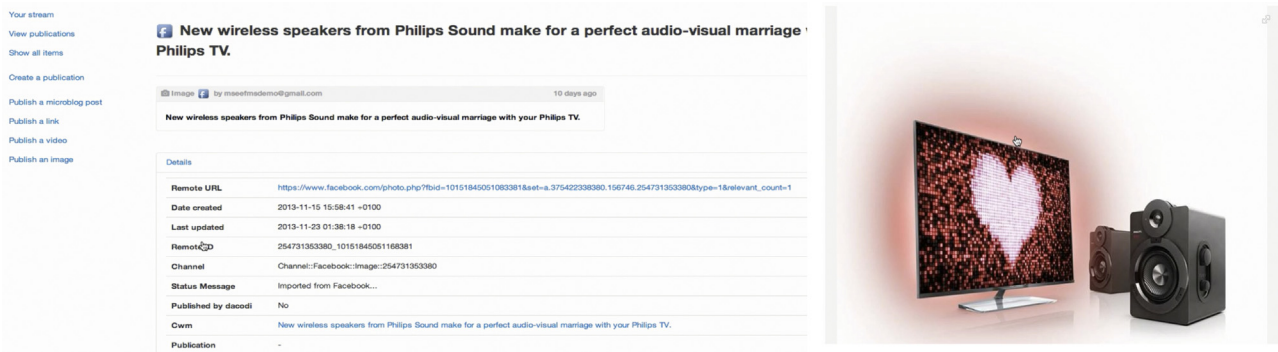 Your stream
View publications
Show all items
Create a publication
Publish a microblog post
Publish a link
Publish a video
Publish an image
New wireless speakers from Philips Sound make for a perfect audio-visual marriage
Philips TV.
Image by mseefmsdemo@gmail.com 10 days ago
New wireless speakers from Philips Sound make for a perfect audio-visual marriage with your Philips TV.
Details
Remote URL https://www.facebook.com/photo.php?fbid=10151845051083381&set=a.375422338380.156746.254731353380&type=1&relevant_count=1
Date created 2013-11-15 15:58:41 +0100
Last updated 2013-11-23 01:38:18 +0100
Remote ID 254731353380_10151845051168381
Channel Channel::Facebook::Image::254731353380
Status Message Imported from Facebook...
Published by dacodi No
Cwm New wireless speakers from Philips Sound make for a perfect audio-visual marriage with your Philips TV.
Publication -